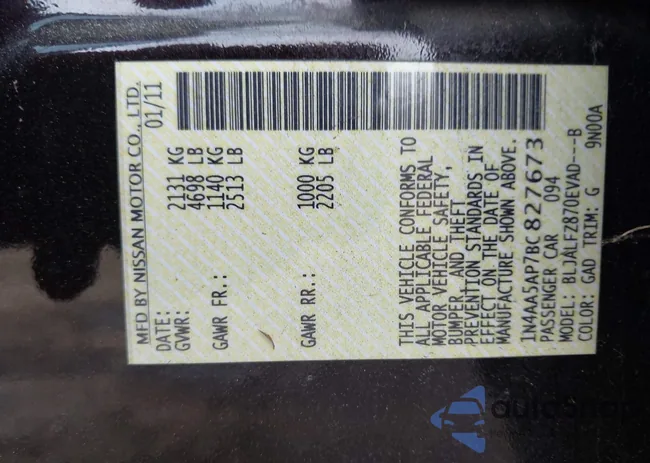 MFD BY NISSAN MOTOR CO., LTD.
DATE: 01/11
GVWR: 2131 KG
4698 LB
GAWR FR.: 1140 KG
2513 LB
GAWR RR.: 1000 KG
2205 LB
THIS VEHICLE CONFORMS TO
ALL APPLICABLE FEDERAL
MOTOR VEHICLE SAFETY,
BUMPER, AND THEFT
PREVENTION STANDARDS IN
EFFECT ON THE DATE OF
MANUFACTURE SHOWN ABOVE.
1N4AA5AP7BC827673
PASSENGER CAR 094
MODEL: BLJALFZ870EVAD---B
COLOR: GAD TRIM: G 9N00A